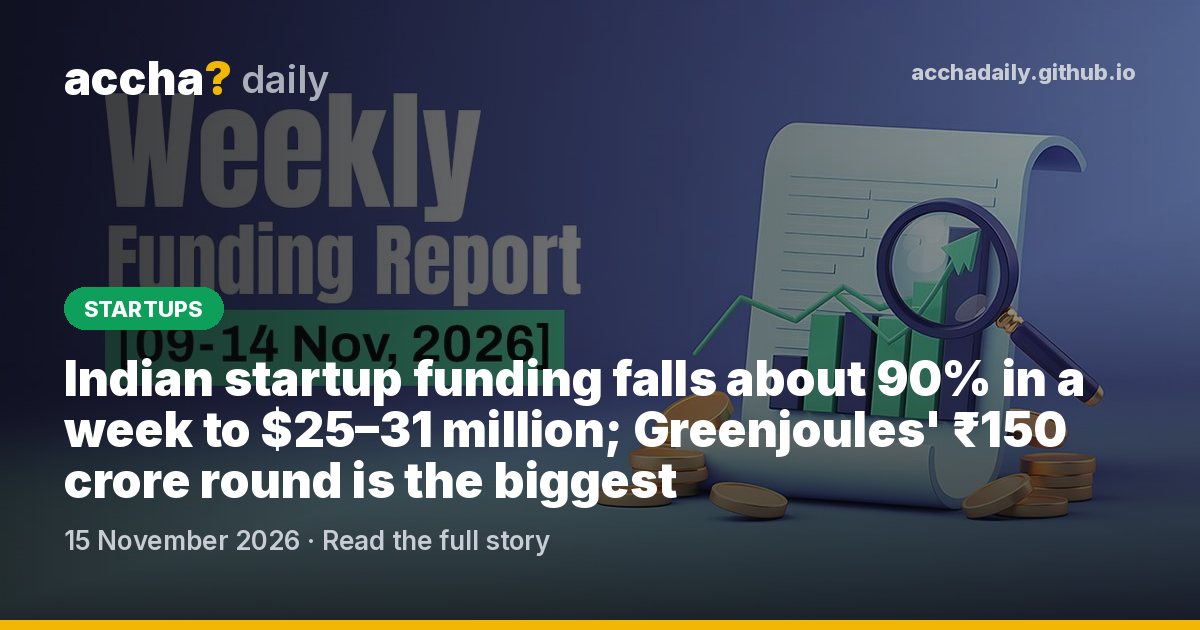 accha? daily
acchadaily.github.io
Weekly
Funding Report
[09-14 Nov, 2026]
STARTUPS
Indian startup funding falls about 90% in a
week to $25–31 million; Greenjoules' ₹150
crore round is the biggest
15 November 2026 · Read the full story